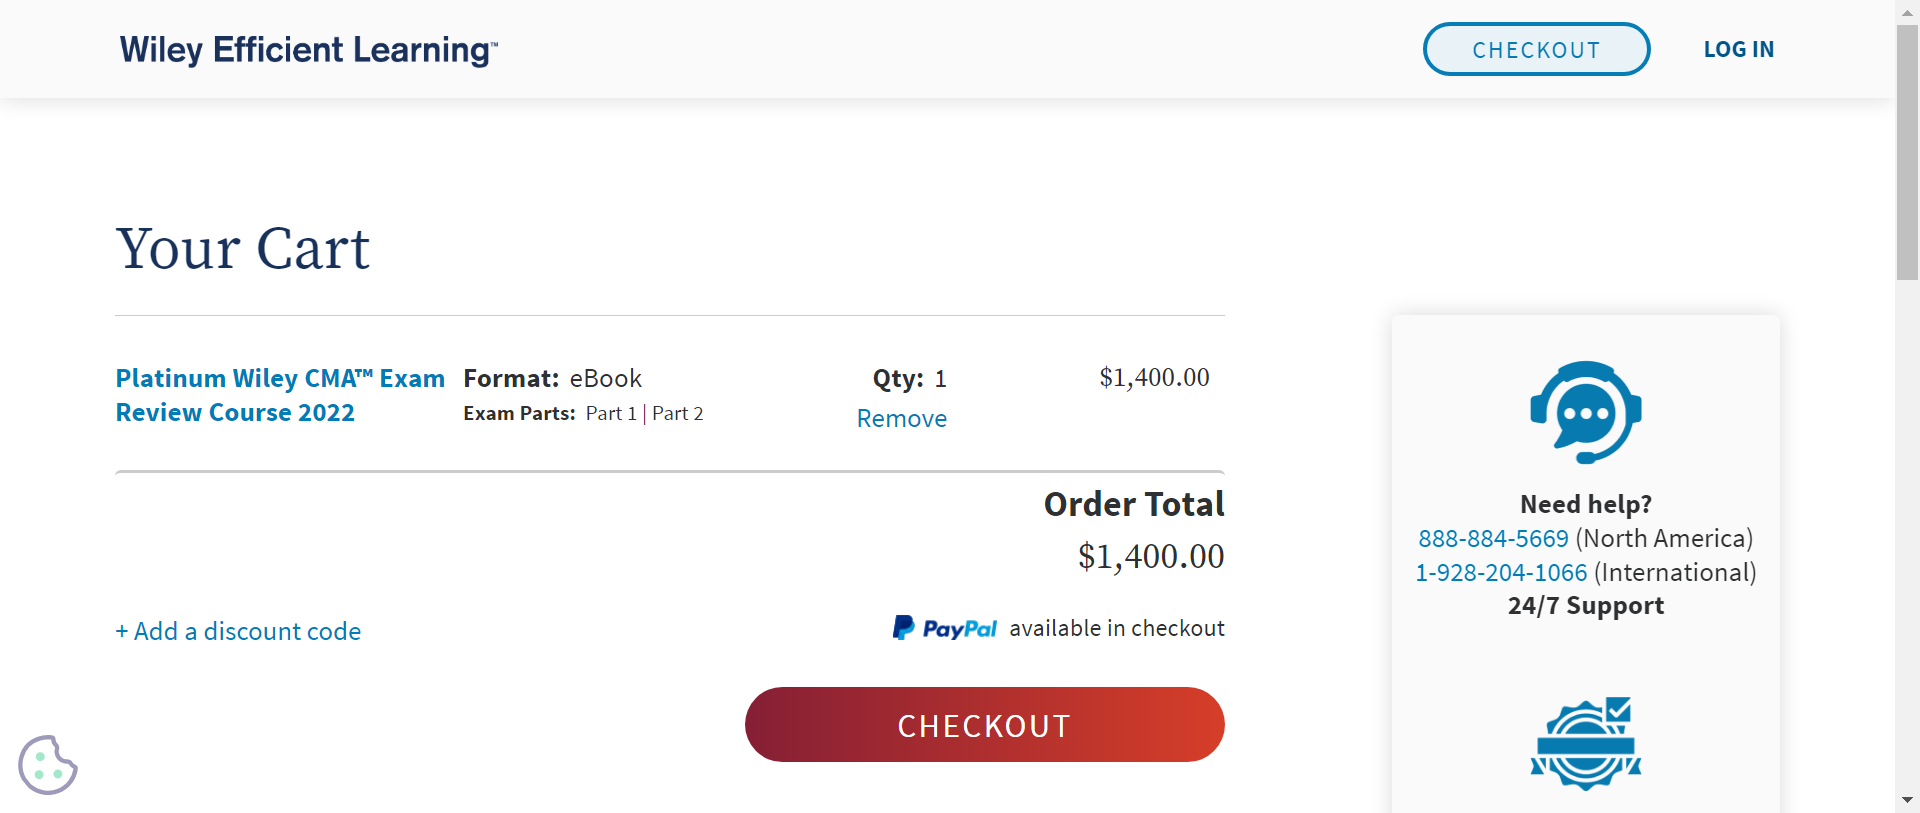 Wiley Efficient Learning™
CHECKOUT
LOG IN
Your Cart
Platinum Wiley CMA™ Exam
Review Course 2022
Format: eBook
Exam Parts: Part 1 | Part 2
Qty: 1
Remove
$1,400.00
Order Total
$1,400.00
+ Add a discount code
PayPal available in checkout
CHECKOUT
Need help?
888-884-5669 (North America)
1-928-204-1066 (International)
24/7 Support